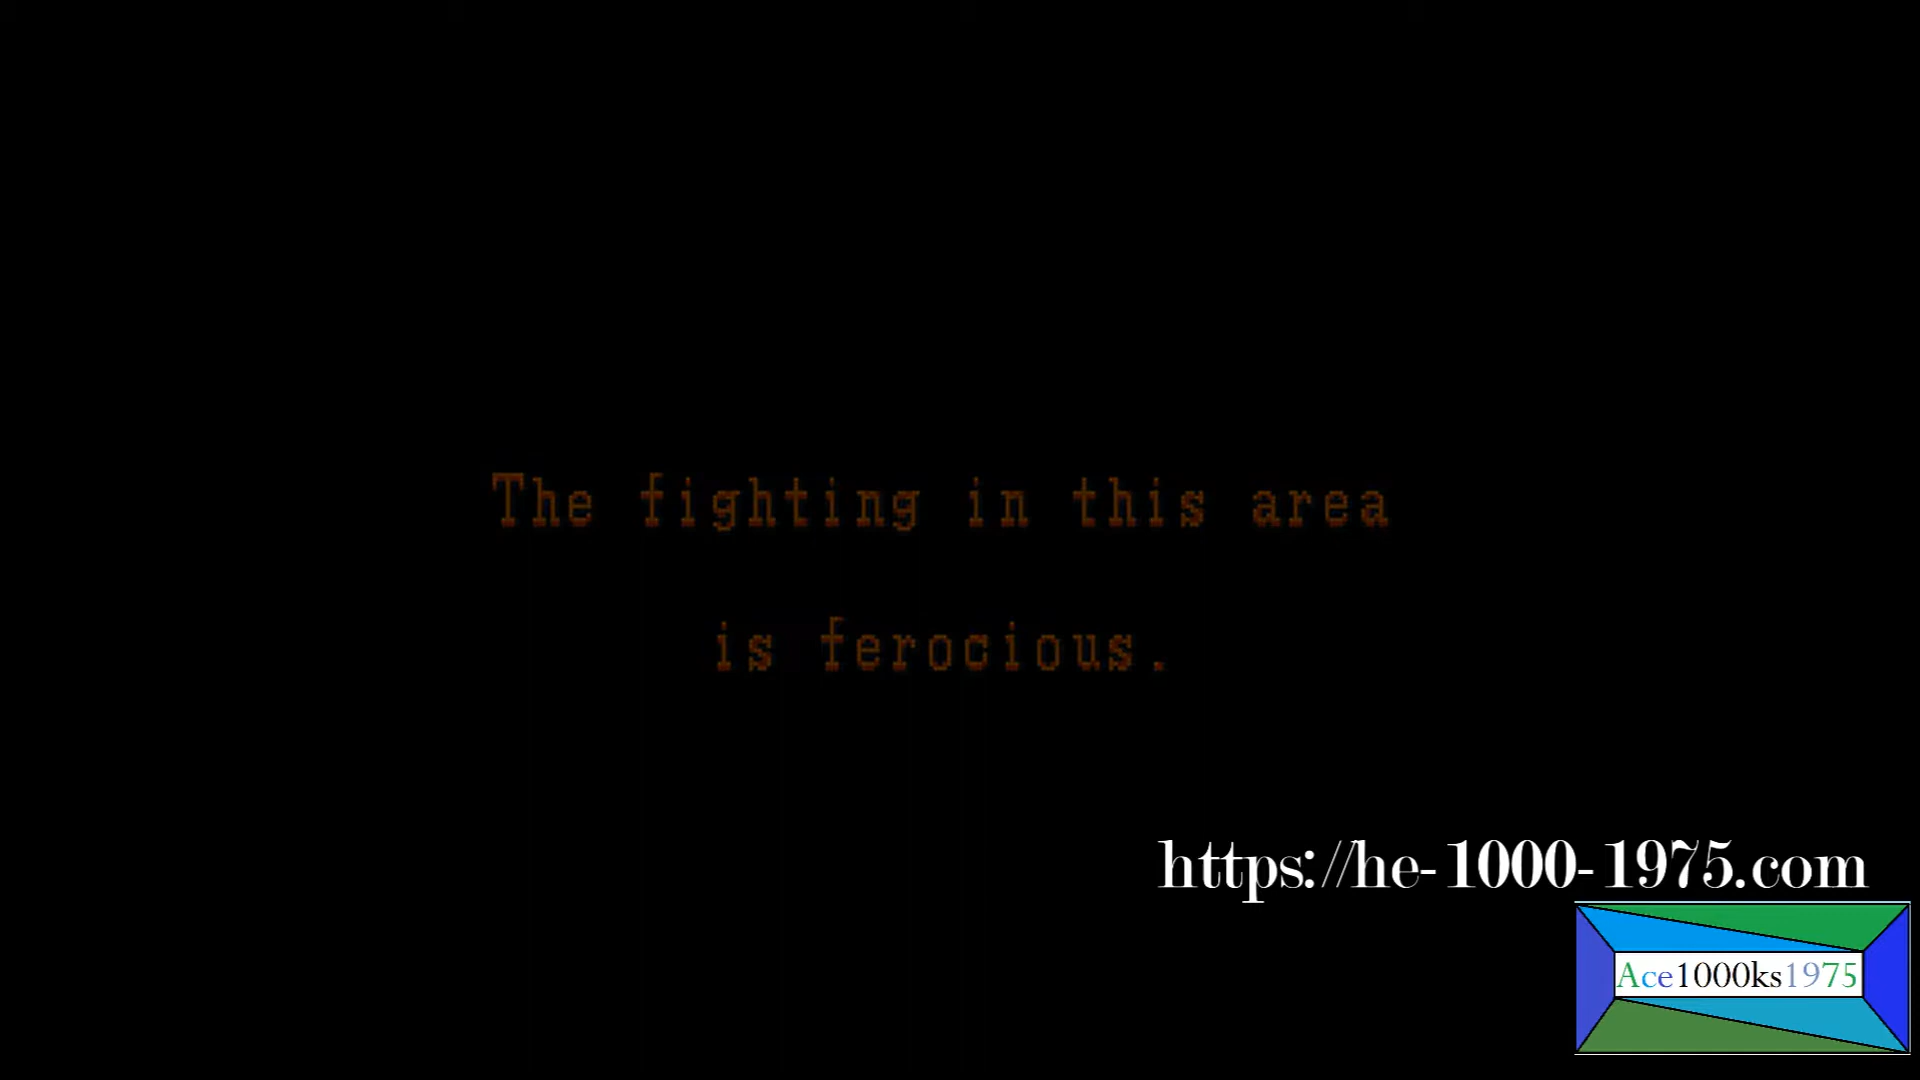 The fighting in this area
is ferocious.
https://he-1000-1975.com
Ace1000ks1975